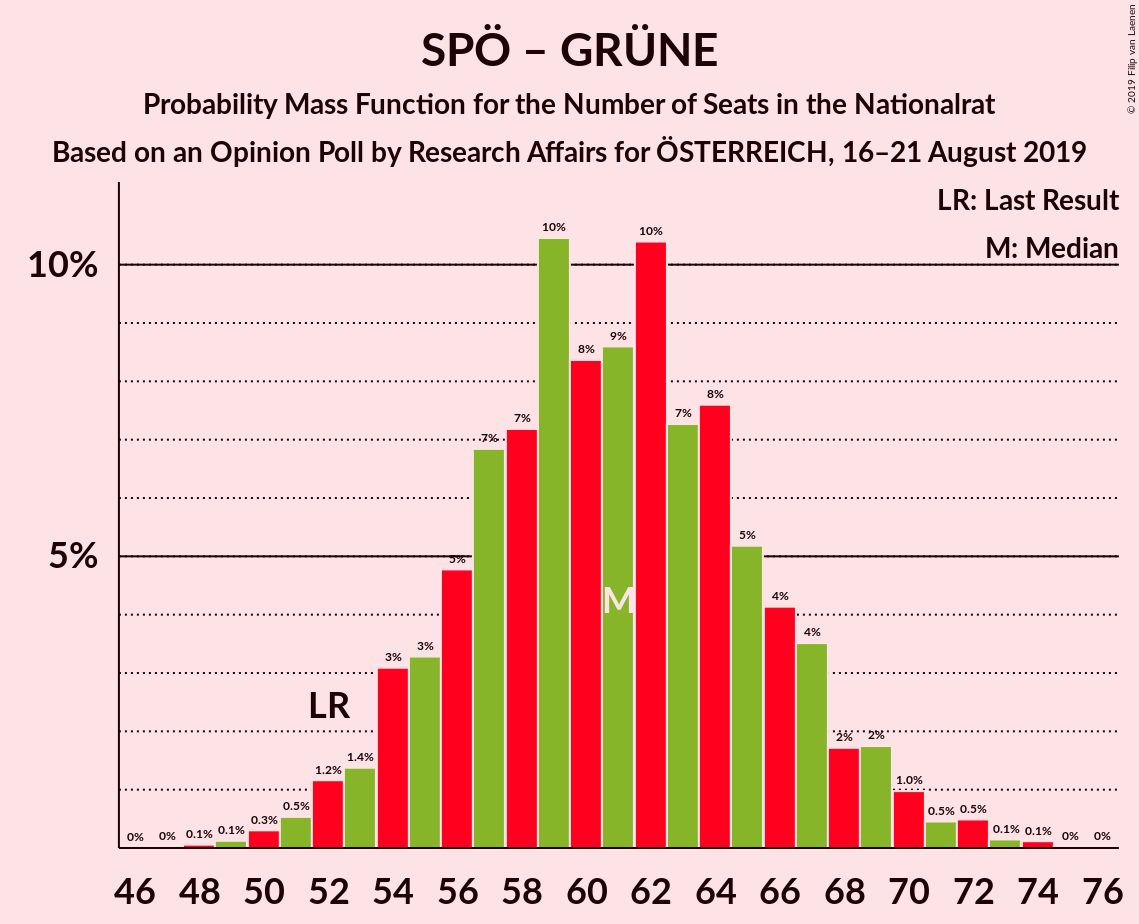 SPÖ – GRÜNE
Probability Mass Function for the Number of Seats in the Nationalrat
Based on an Opinion Poll by Research Affairs for ÖSTERREICH, 16–21 August 2019
© 2019 Filip van Laenen
LR: Last Result
M: Median
10%
5%
0% 0% 0.1% 0.1% 0.3% 0.5% 1.2% 1.4% 3% 3% 5% 7% 7% 10% 8% 9% 10% 7% 8% 5% 4% 4% 2% 2% 1.0% 0.5% 0.5% 0.1% 0.1% 0% 0%
LR
M
46 48 50 52 54 56 58 60 62 64 66 68 70 72 74 76